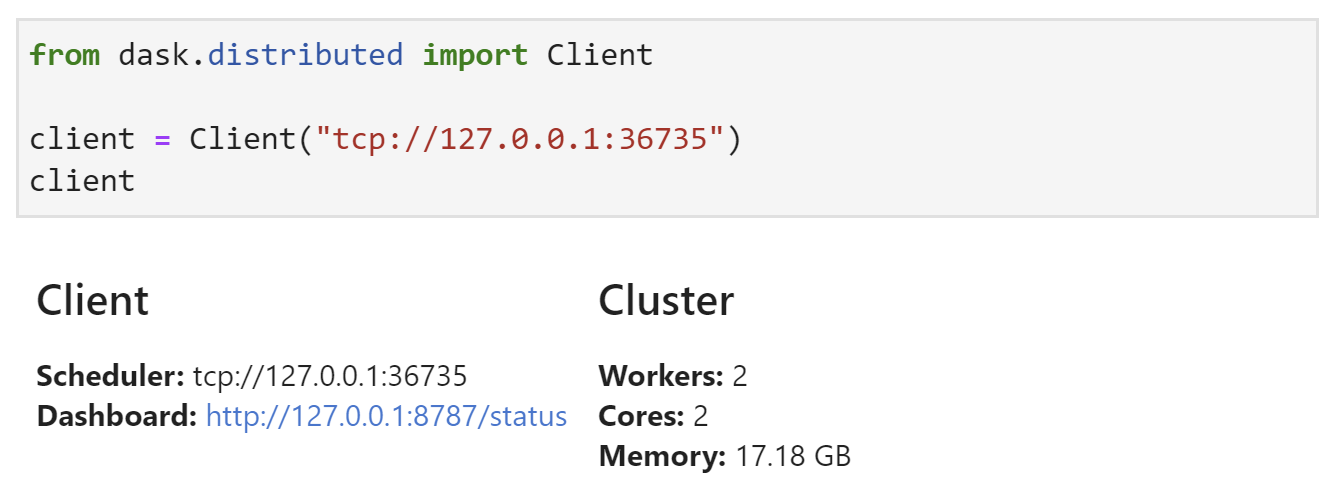 from dask.distributed import Client
client = Client("tcp://127.0.0.1:36735")
client
Client
Scheduler: tcp://127.0.0.1:36735
Dashboard: http://127.0.0.1:8787/status
Cluster
Workers: 2
Cores: 2
Memory: 17.18 GB